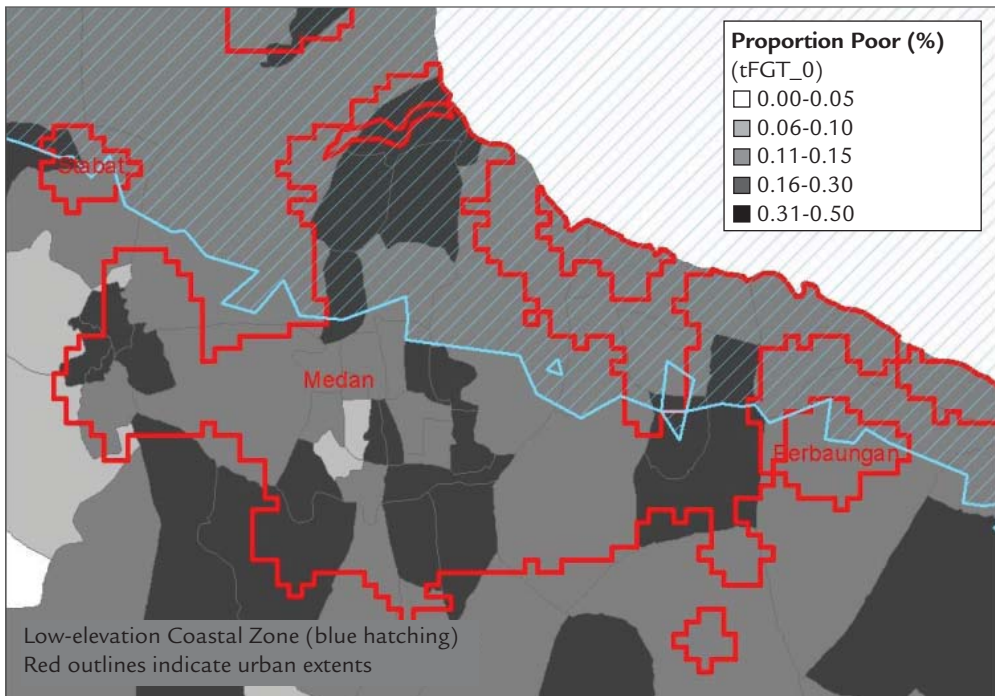 Proportion Poor (%)
(tFGT_0)
0.00-0.05
0.06-0.10
0.11-0.15
0.16-0.30
0.31-0.50
Stabat
Medan
Berbaungan
Low-elevation Coastal Zone (blue hatching)
Red outlines indicate urban extents